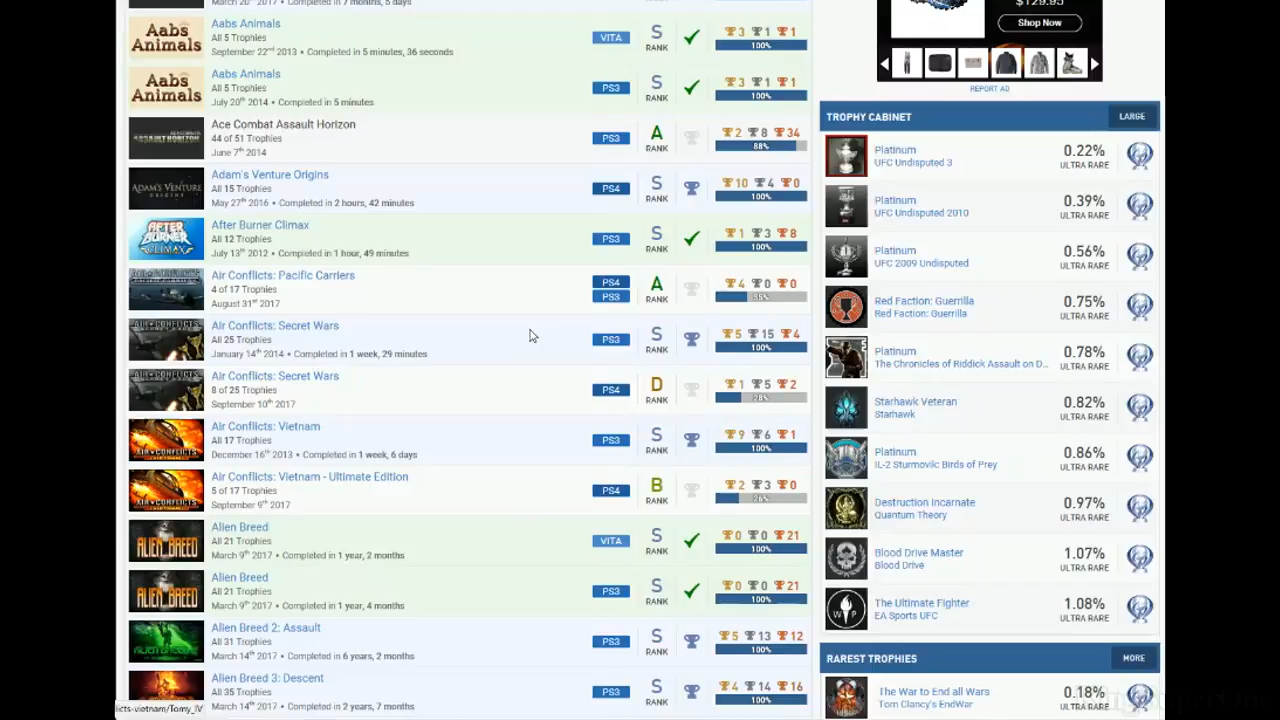 March 20th 2017 • Completed in 7 months, 5 days
Aabs Animals
All 5 Trophies
September 22nd 2013 • Completed in 5 minutes, 36 seconds
VITA
S
RANK
3 1 1
100%
Aabs Animals
All 5 Trophies
July 20th 2014 • Completed in 5 minutes
PS3
S
RANK
3 1 1
100%
Ace Combat Assault Horizon
44 of 51 Trophies
June 7th 2014
PS3
A
RANK
2 8 34
88%
Adam's Venture Origins
All 15 Trophies
May 27th 2016 • Completed in 2 hours, 42 minutes
PS4
S
RANK
10 4 0
100%
After Burner Climax
All 12 Trophies
July 13th 2012 • Completed in 1 hour, 49 minutes
PS3
S
RANK
1 3 8
100%
Air Conflicts: Pacific Carriers
4 of 17 Trophies
August 31st 2017
PS4
PS3
A
RANK
4 0 0
Air Conflicts: Secret Wars
All 25 Trophies
January 14th 2014 • Completed in 1 week, 29 minutes
PS3
S
RANK
5 15 4
100%
Air Conflicts: Secret Wars
8 of 25 Trophies
September 10th 2017
PS4
D
RANK
1 5 2
28%
Air Conflicts: Vietnam
All 17 Trophies
December 16th 2013 • Completed in 1 week, 6 days
PS3
S
RANK
9 6 1
100%
Air Conflicts: Vietnam - Ultimate Edition
5 of 17 Trophies
September 9th 2017
PS4
B
RANK
2 3 0
26%
Alien Breed
All 21 Trophies
March 9th 2017 • Completed in 1 year, 2 months
VITA
S
RANK
0 0 21
100%
Alien Breed
All 21 Trophies
March 9th 2017 • Completed in 1 year, 4 months
PS3
S
RANK
0 0 21
100%
Alien Breed 2: Assault
All 31 Trophies
March 14th 2017 • Completed in 6 years, 2 months
PS3
S
RANK
5 13 12
100%
Alien Breed 3: Descent
All 35 Trophies
March 14th 2017 • Completed in 2 years, 7 months
PS3
S
RANK
4 14 16
100%
licts-vietnam/Tomy_IV
$129.95
Shop Now
REPORT AD
TROPHY CABINET
LARGE
Platinum
UFC Undisputed 3
0.22%
ULTRA RARE
Platinum
UFC Undisputed 2010
0.39%
ULTRA RARE
Platinum
UFC 2009 Undisputed
0.56%
ULTRA RARE
Red Faction: Guerrilla
Red Faction: Guerrilla
0.75%
ULTRA RARE
Platinum
The Chronicles of Riddick Assault on D...
0.78%
ULTRA RARE
Starhawk Veteran
Starhawk
0.82%
ULTRA RARE
Platinum
IL-2 Sturmovik: Birds of Prey
0.86%
ULTRA RARE
Destruction Incarnate
Quantum Theory
0.97%
ULTRA RARE
Blood Drive Master
Blood Drive
1.07%
ULTRA RARE
The Ultimate Fighter
EA Sports UFC
1.08%
ULTRA RARE
RAREST TROPHIES
MORE
The War to End all Wars
Tom Clancy's EndWar
0.18%
ULTRA RARE